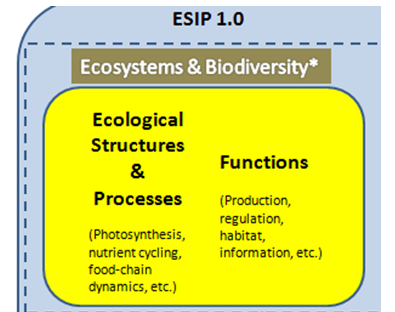 ESIP 1.0
Ecosystems & Biodiversity*
Ecological
Structures
&
Processes
(Photosynthesis,
nutrient cycling,
food-chain
dynamics, etc.)
Functions
(Production,
regulation,
habitat,
information, etc.)